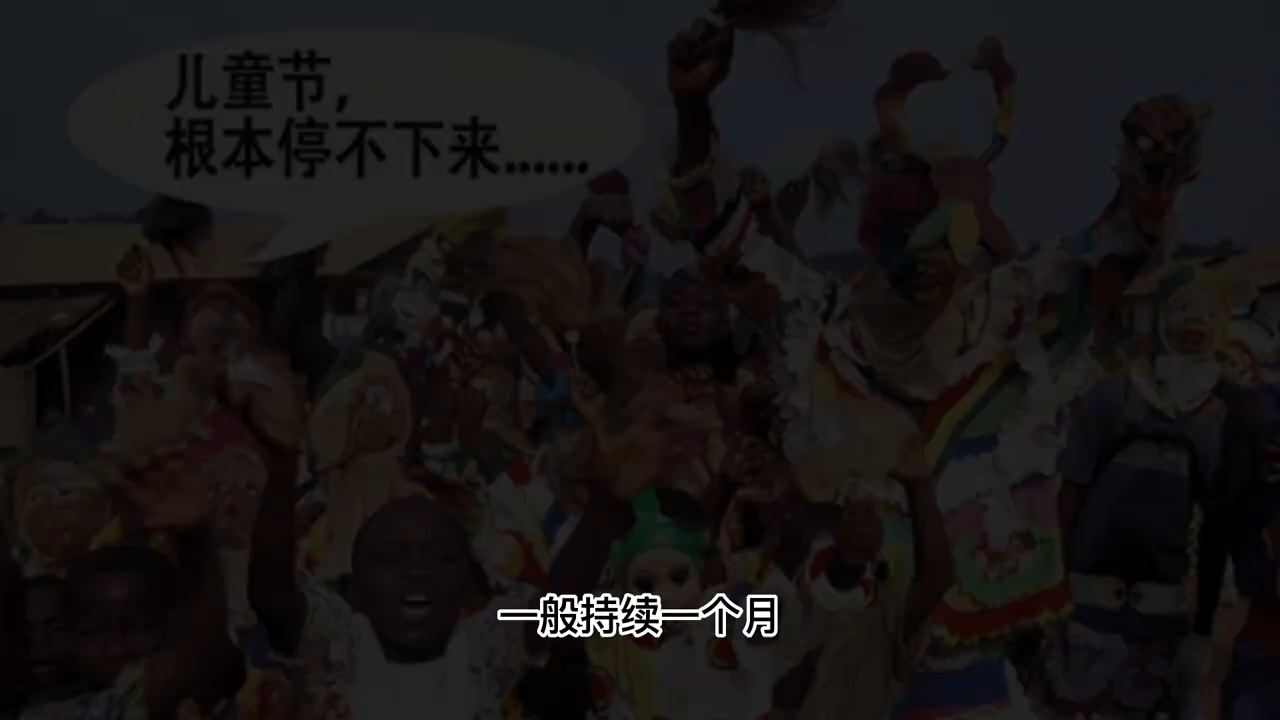 儿童节，
根本停不下来……
一般持续一个月